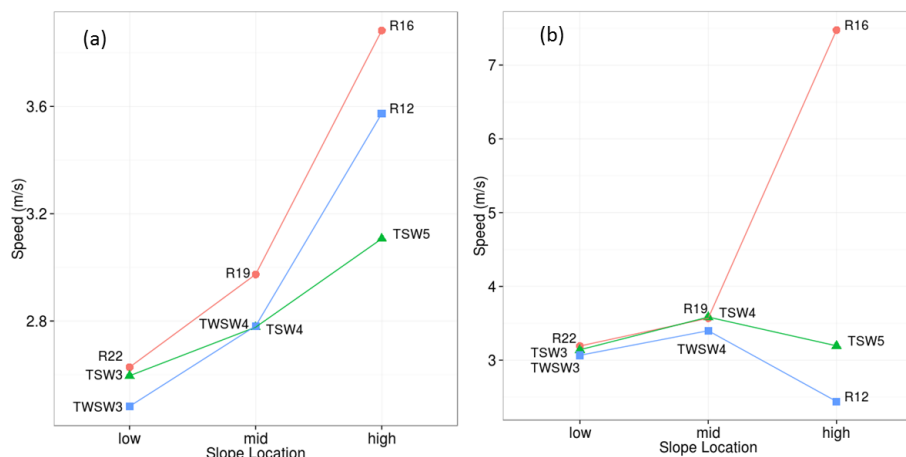 (a)
R16
3.6
R12
Speed (m/s)
3.2
TSW5
R19
2.8
TWSW4
TSW4
R22
TSW3
TWSW3
low
mid
high
Slope Location
(b)
R16
7
6
Speed (m/s)
5
4
R19
TSW4
R22
TSW3
TWSW3
TWSW4
TSW5
3
R12
low
mid
high
Slope Location